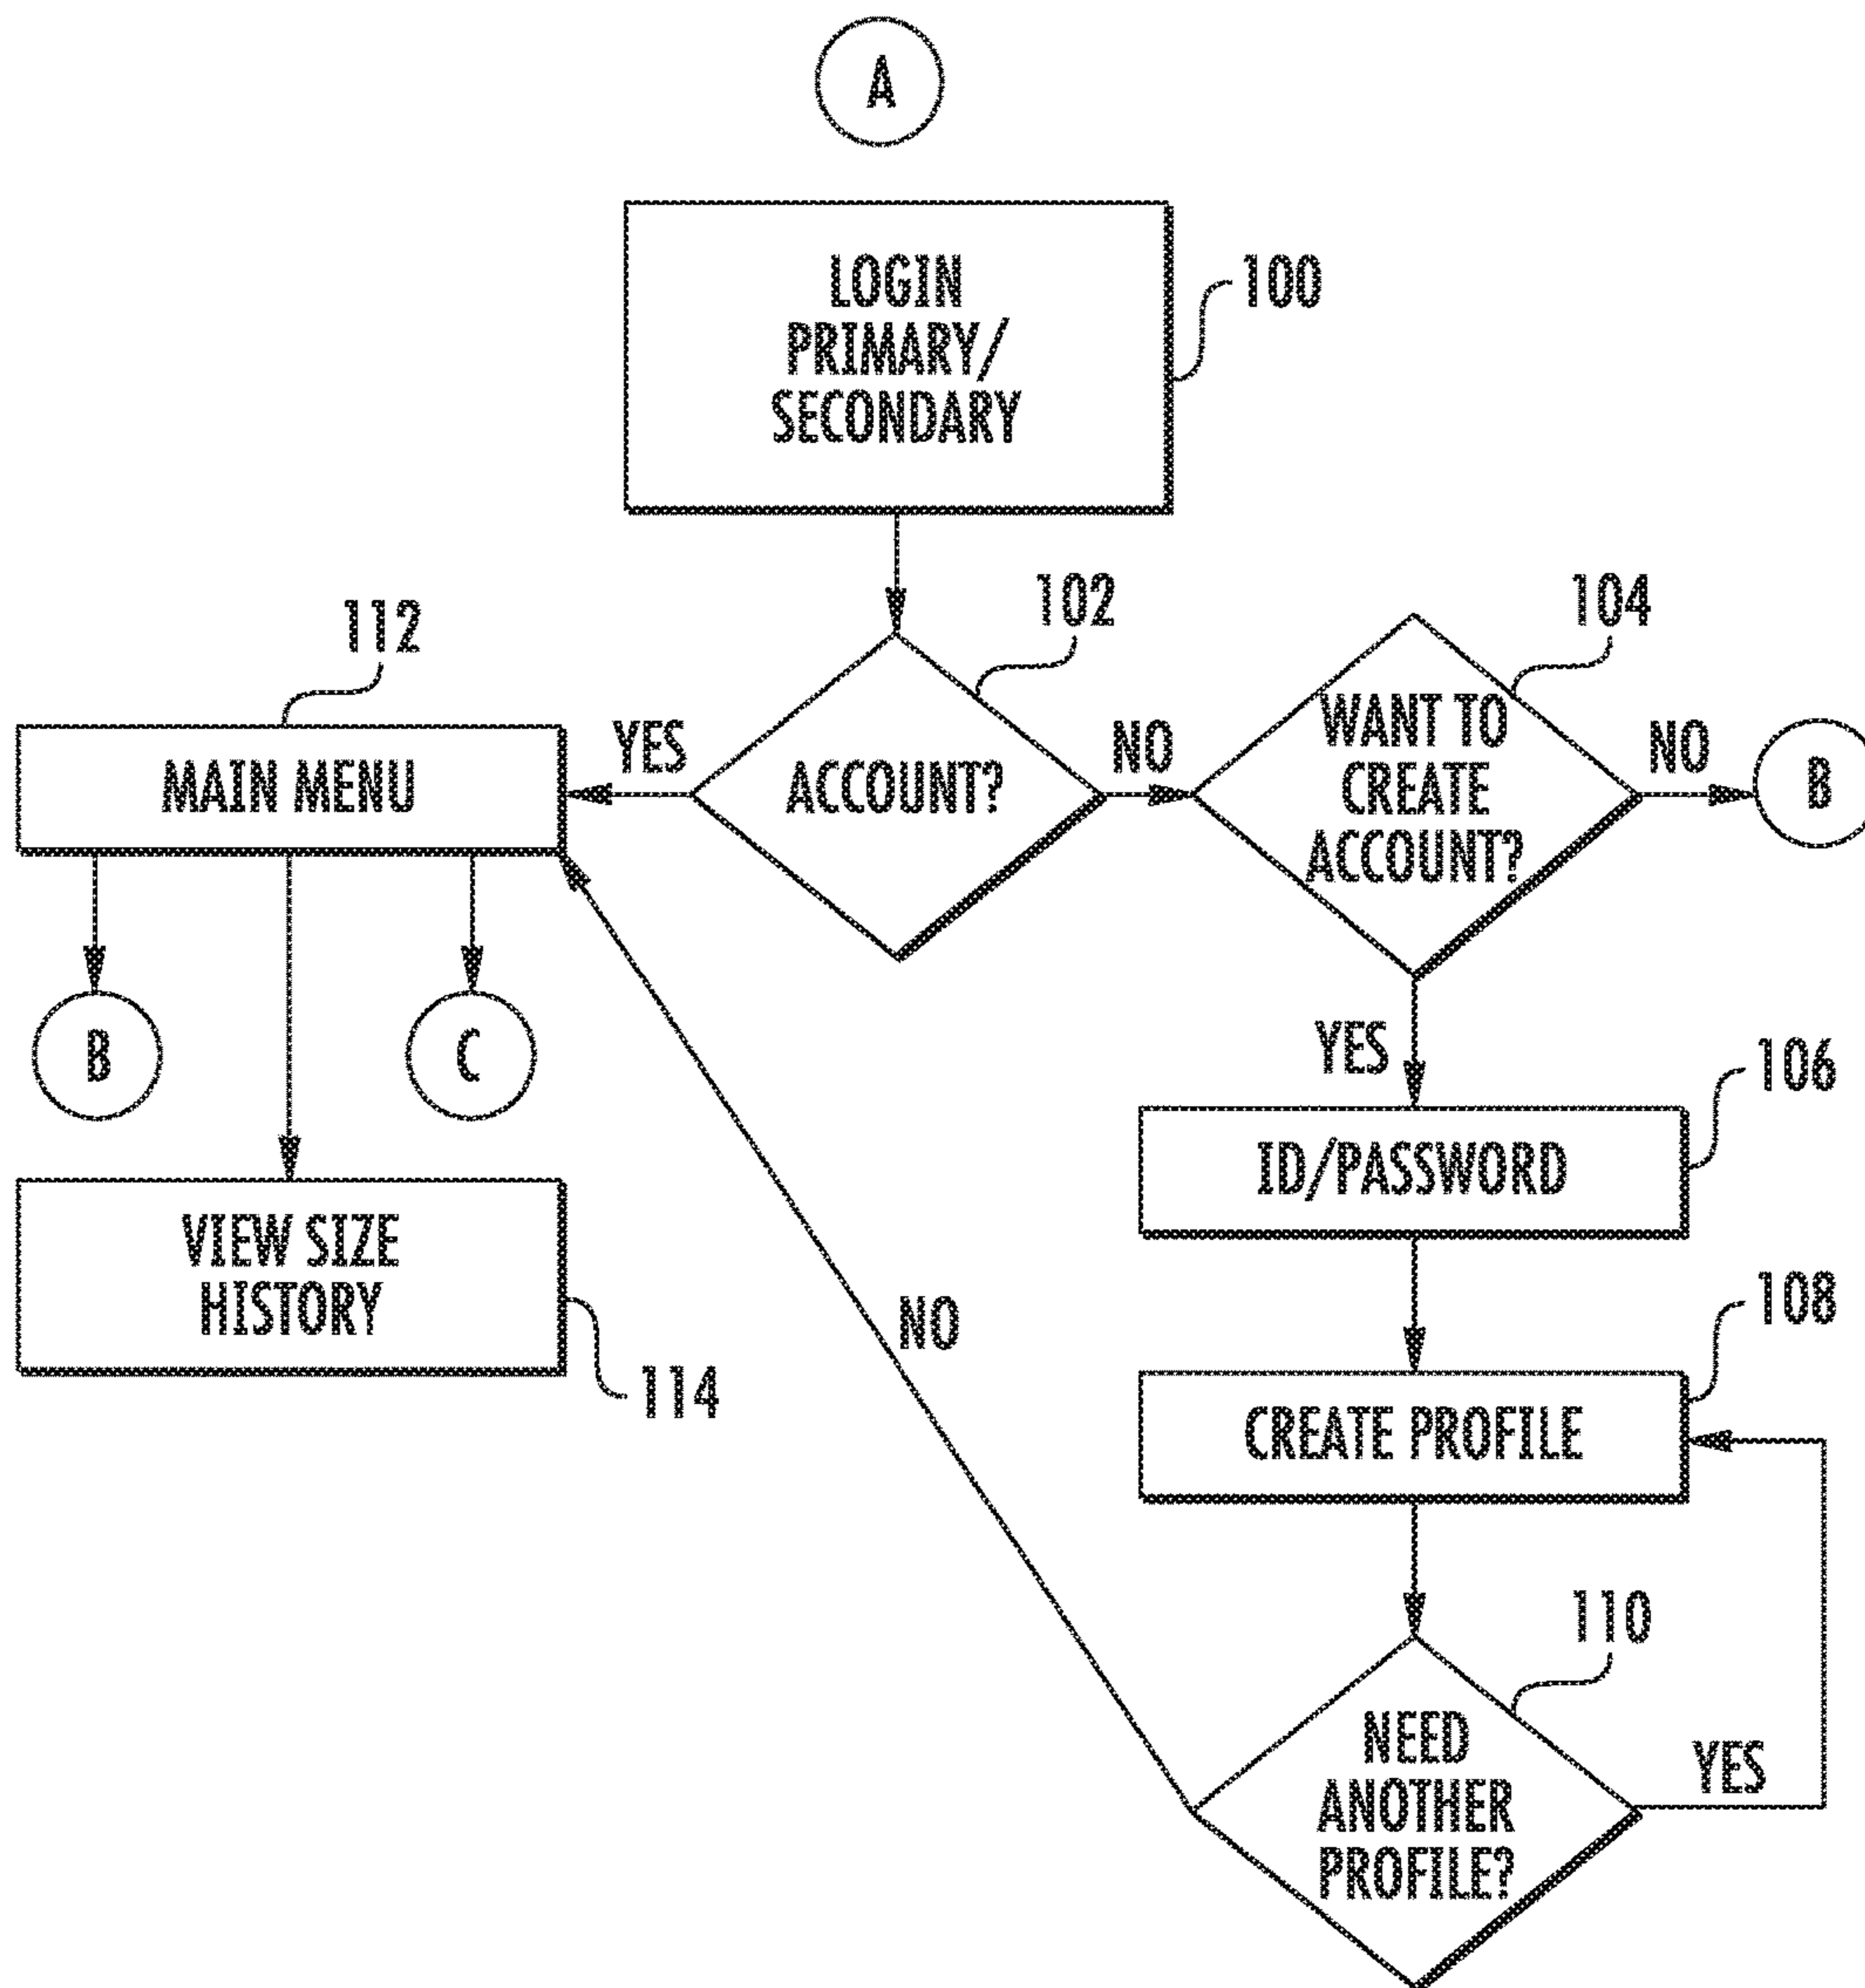 A
LOGIN
PRIMARY/
SECONDARY
100
102
104
112
MAIN MENU
YES
ACCOUNT?
NO
WANT TO
CREATE
ACCOUNT?
NO
B
B
C
YES
106
ID/PASSWORD
VIEW SIZE
HISTORY
114
NO
108
CREATE PROFILE
110
NEED
ANOTHER
PROFILE?
YES